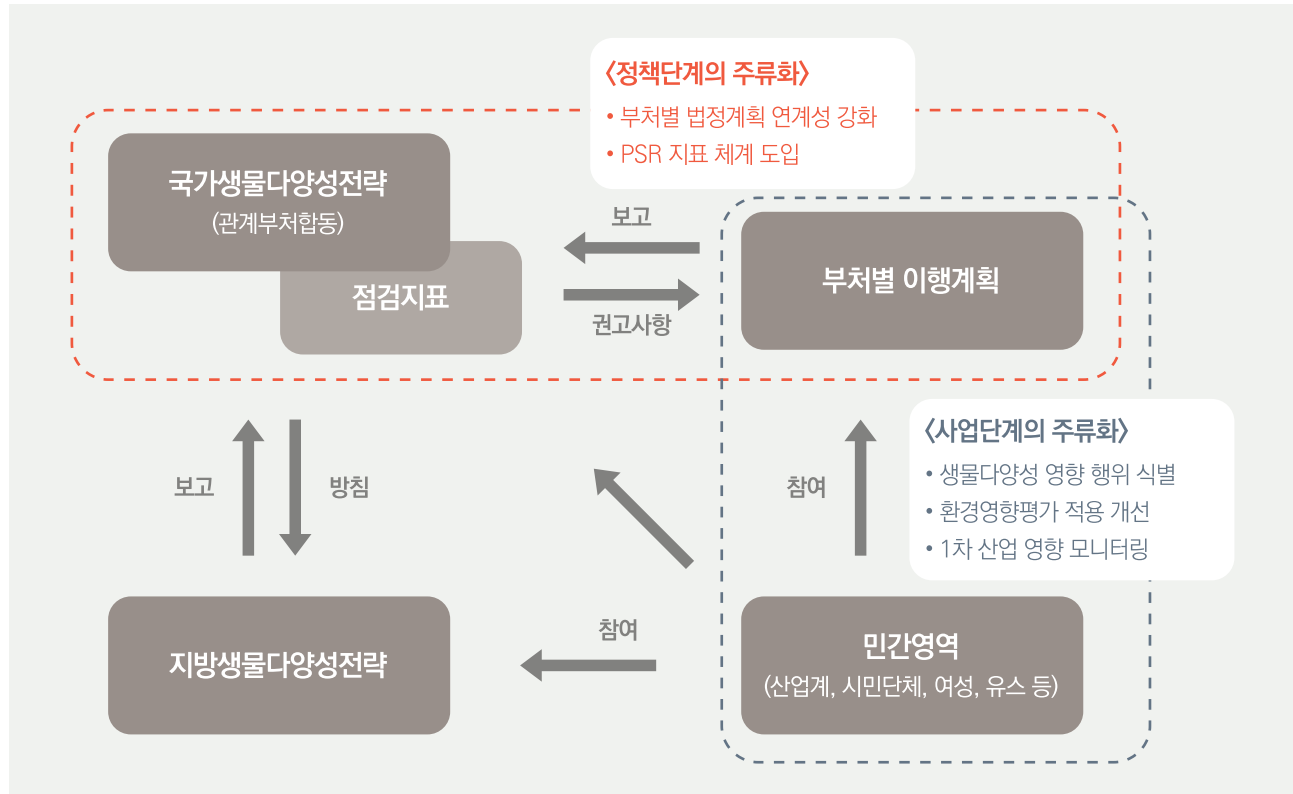 〈정책단계의 주류화〉
• 부처별 법정계획 연계성 강화
• PSR 지표 체계 도입
국가생물다양성전략
(관계부처합동)
점검지표
보고
권고사항
부처별 이행계획
〈사업단계의 주류화〉
• 생물다양성 영향 행위 식별
• 환경영향평가 적용 개선
• 1차 산업 영향 모니터링
보고
방침
참여
지방생물다양성전략
참여
민간영역
(산업계, 시민단체, 여성, 유스 등)